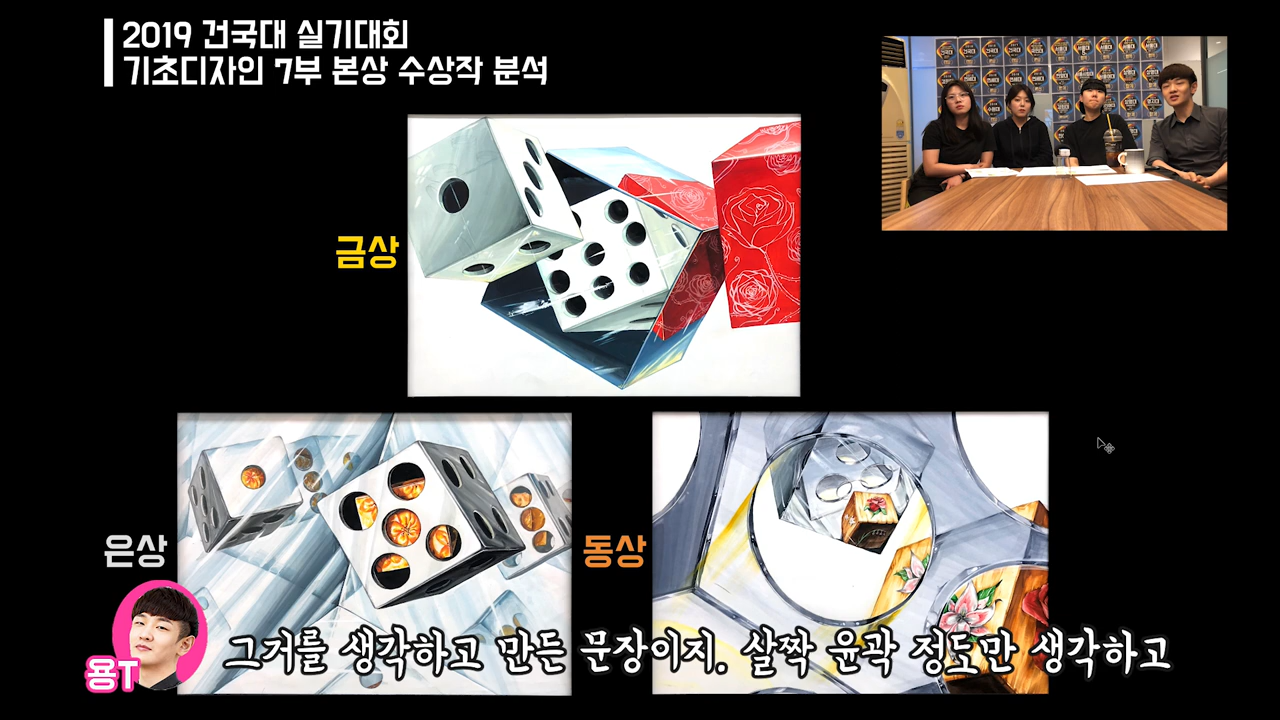 2019 건국대 실기대회
기초디자인 7부 본상 수상작 분석
금상
은상
동상
용T
그거를 생각하고 만든 문장이지. 살짝 윤곽 정도만 생각하고